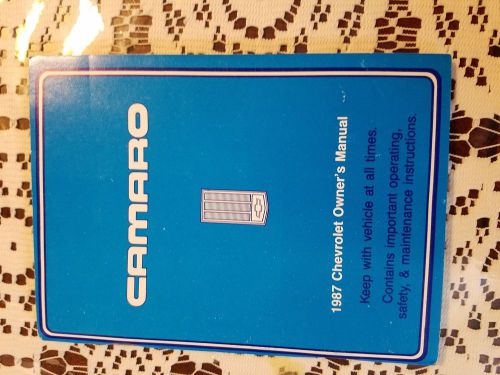 CAMARO
1987 Chevrolet Owner's Manual
Keep with vehicle at all times.
Contains important operating,
safety, & maintenance instructions.